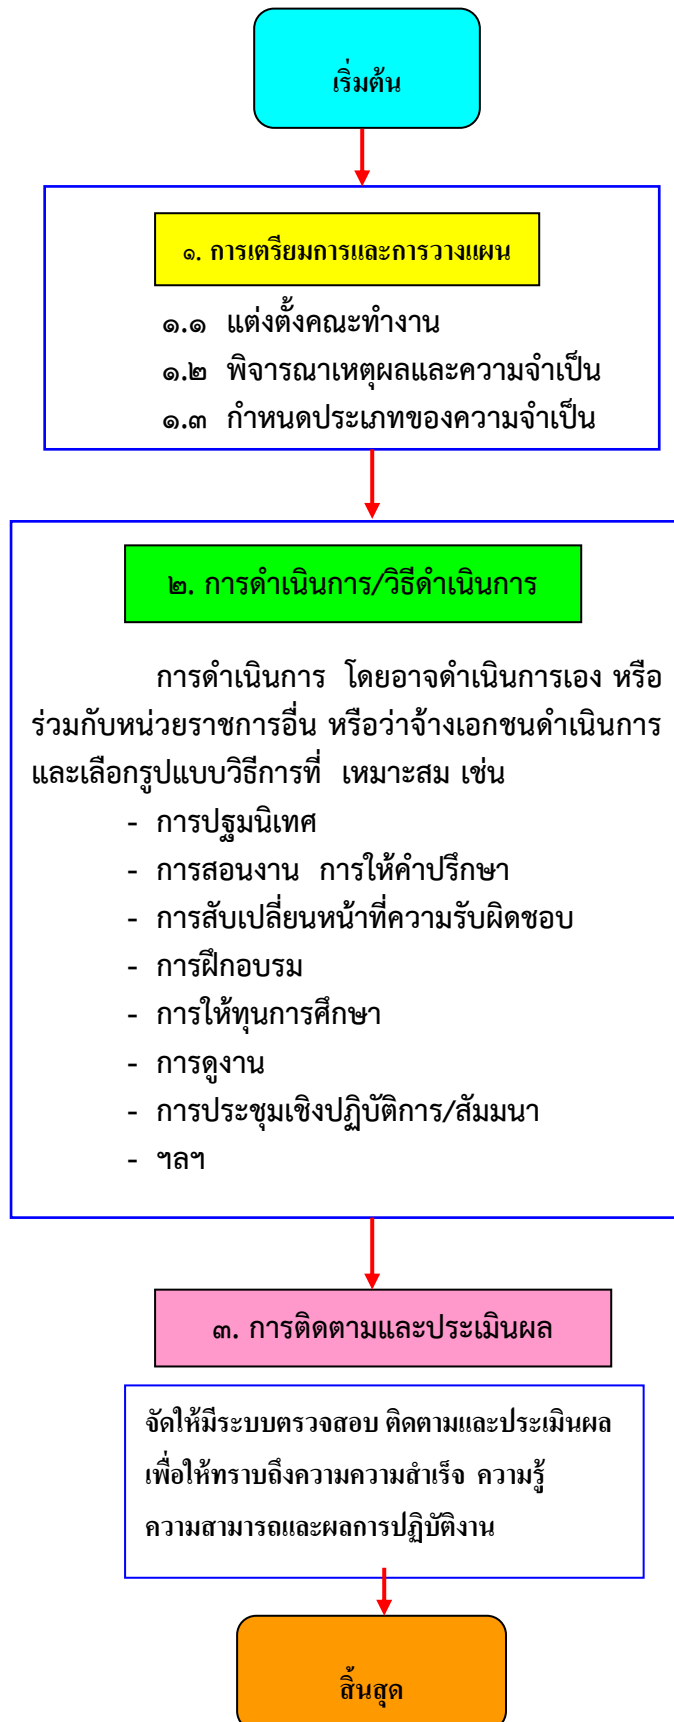 เริ่มต้น
๑. การเตรียมการและการวางแผน
๑.๑ แต่งตั้งคณะทำงาน
๑.๒ พิจารณาเหตุผลและความจำเป็น
๑.๓ กำหนดประเภทของความจำเป็น
๒. การดำเนินการ/วิธีดำเนินการ
การดำเนินการ โดยอาจดำเนินการเอง หรือ
ร่วมกับหน่วยราชการอื่น หรือว่าจ้างเอกชนดำเนินการ
และเลือกรูปแบบวิธีการที่ เหมาะสม เช่น
- การปฐมนิเทศ
- การสอนงาน การให้คำปรึกษา
- การสับเปลี่ยนหน้าที่ความรับผิดชอบ
- การฝึกอบรม
- การให้ทุนการศึกษา
- การดูงาน
- การประชุมเชิงปฏิบัติการ/สัมมนา
- ฯลฯ
๓. การติดตามและประเมินผล
จัดให้มีระบบตรวจสอบ ติดตามและประเมินผล
เพื่อให้ทราบถึงความความสำเร็จ ความรู้
ความสามารถและผลการปฏิบัติงาน
สิ้นสุด